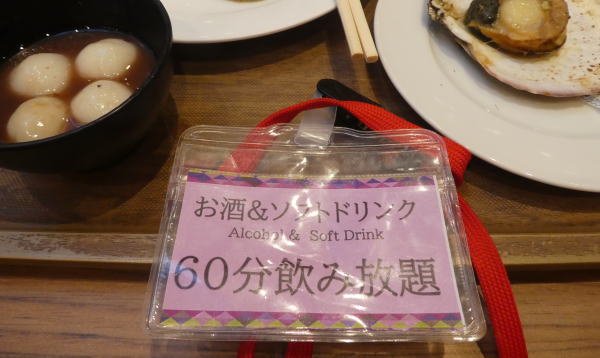 お酒&ソフトドリンク
Alcohol & Soft Drink
60分飲み放題